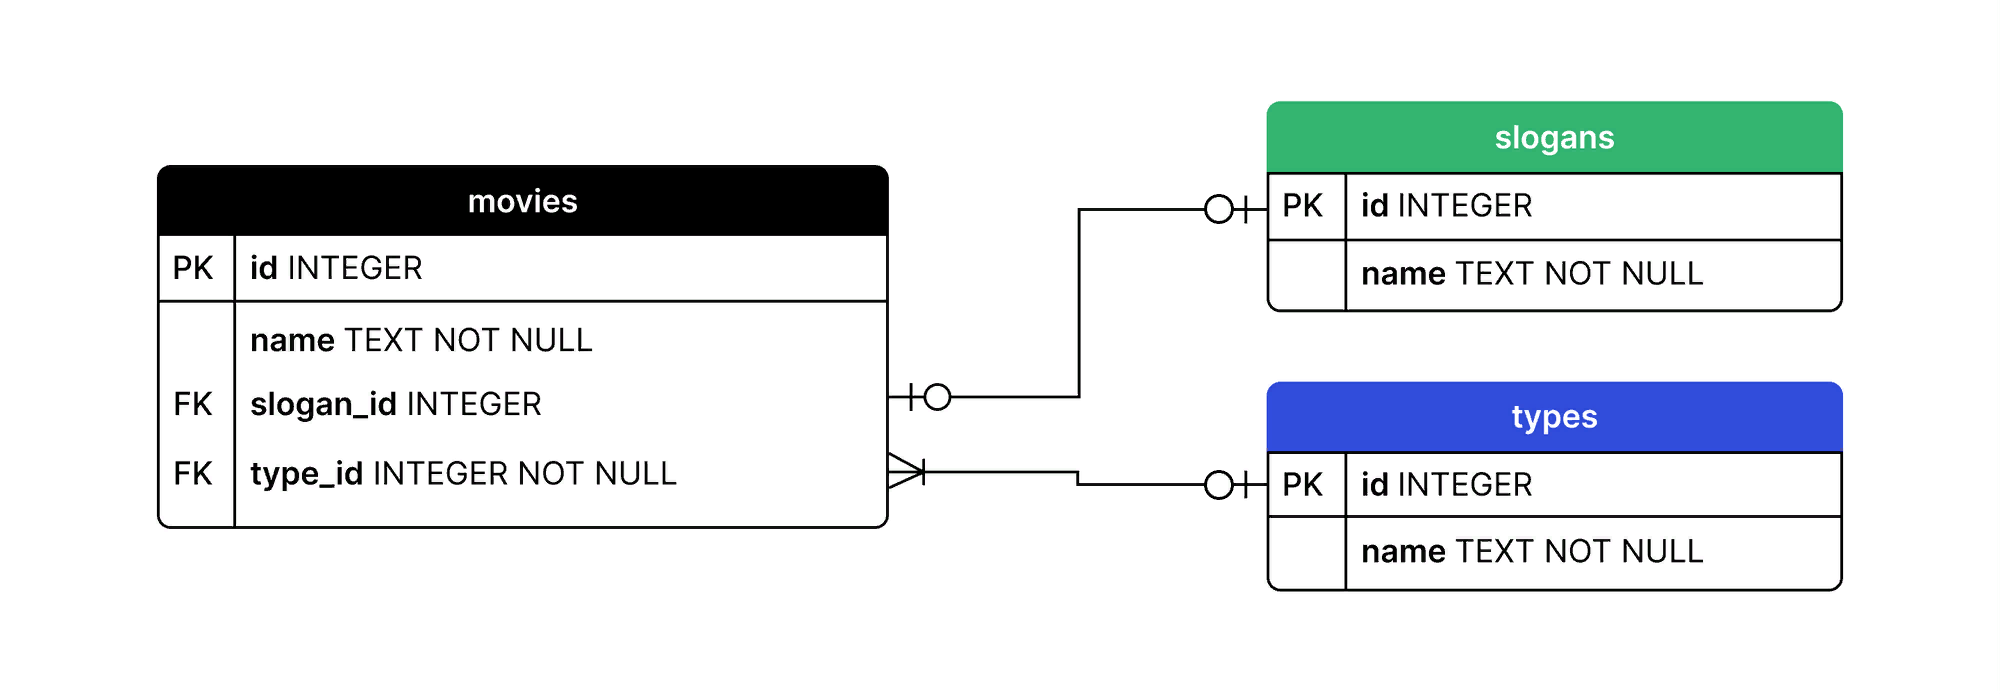 movies
PK id INTEGER
name TEXT NOT NULL
FK slogan_id INTEGER
FK type_id INTEGER NOT NULL
slogans
PK id INTEGER
name TEXT NOT NULL
types
PK id INTEGER
name TEXT NOT NULL